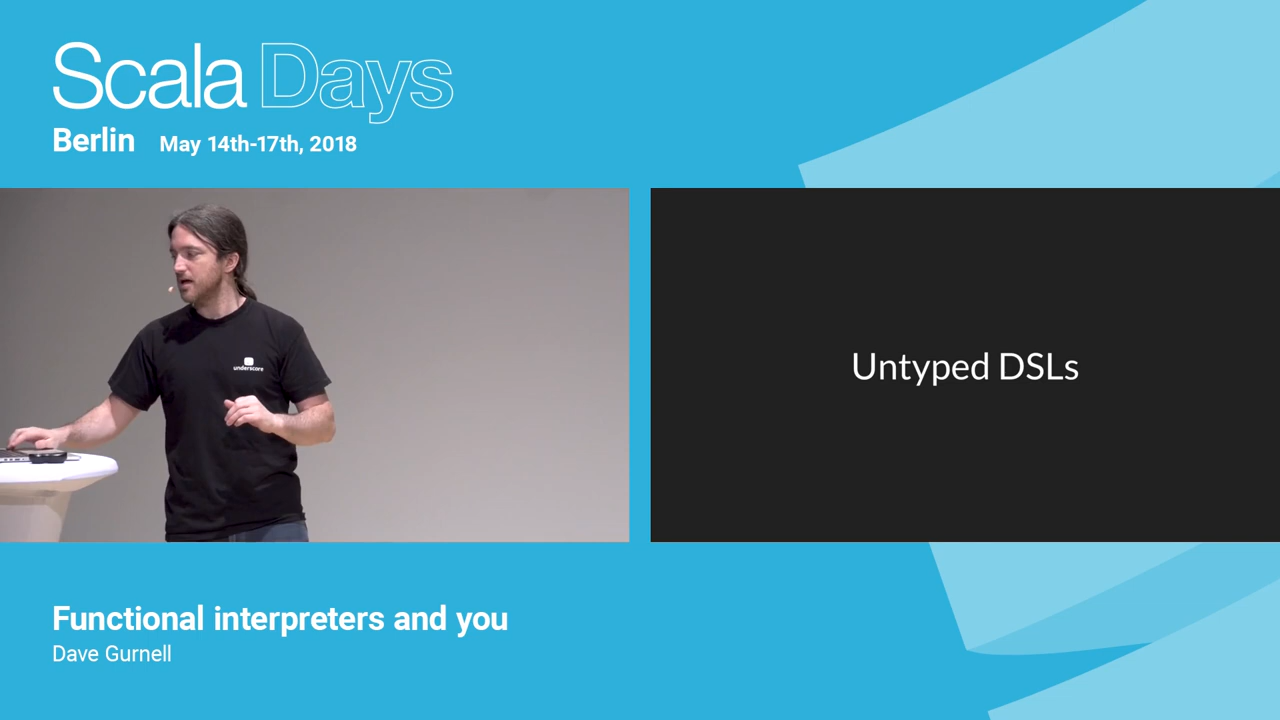 Scala Days
Berlin May 14th-17th, 2018
underscore
Untyped DSLs
Functional interpreters and you
Dave Gurnell